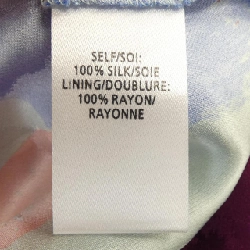 SELF/SOI:
100% SILK/SOIE
LINING/DOUBLURE:
100% RAYON/
RAYONNE